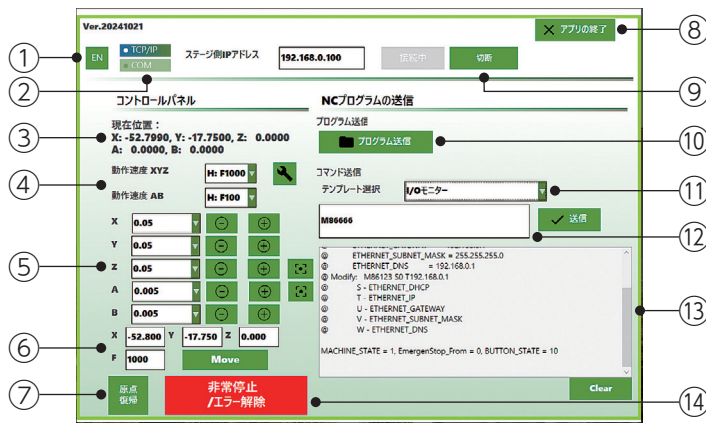 Ver.20241021
× アプリの終了
⑧
①
EN
TCP/IP
COM
②
ステージ側IPアドレス
192.168.0.100
接続中
切断
⑨
コントロールパネル
NCプログラムの送信
③
現在位置：
X: -52.7990, Y: -17.7500, Z: 0.0000
A: 0.0000, B: 0.0000
プログラム送信
プログラム送信
⑩
④
動作速度 XYZ
H: F1000
動作速度 AB
H: F100
コマンド送信
テンプレート選択
I/Oモニター
⑪
M86666
送信
⑫
⑤
X 0.05
Y 0.05
Z 0.05
A 0.005
B 0.005
@ ETHERNET_SUBNET_MASK = 255.255.255.0
@ ETHERNET_DNS = 192.168.0.1
@ Modify: M86123 S0 T192.168.0.1
@ S - ETHERNET_DHCP
@ T - ETHERNET_IP
@ U - ETHERNET_GATEWAY
@ V - ETHERNET_SUBNET_MASK
@ W - ETHERNET_DNS
MACHINE_STATE = 1, EmergenStop_From = 0, BUTTON_STATE = 10
⑬
⑥
X -52.800 Y -17.750 Z 0.000
F 1000 Move
⑦
原点
復帰
非常停止
/エラー解除
Clear
⑭